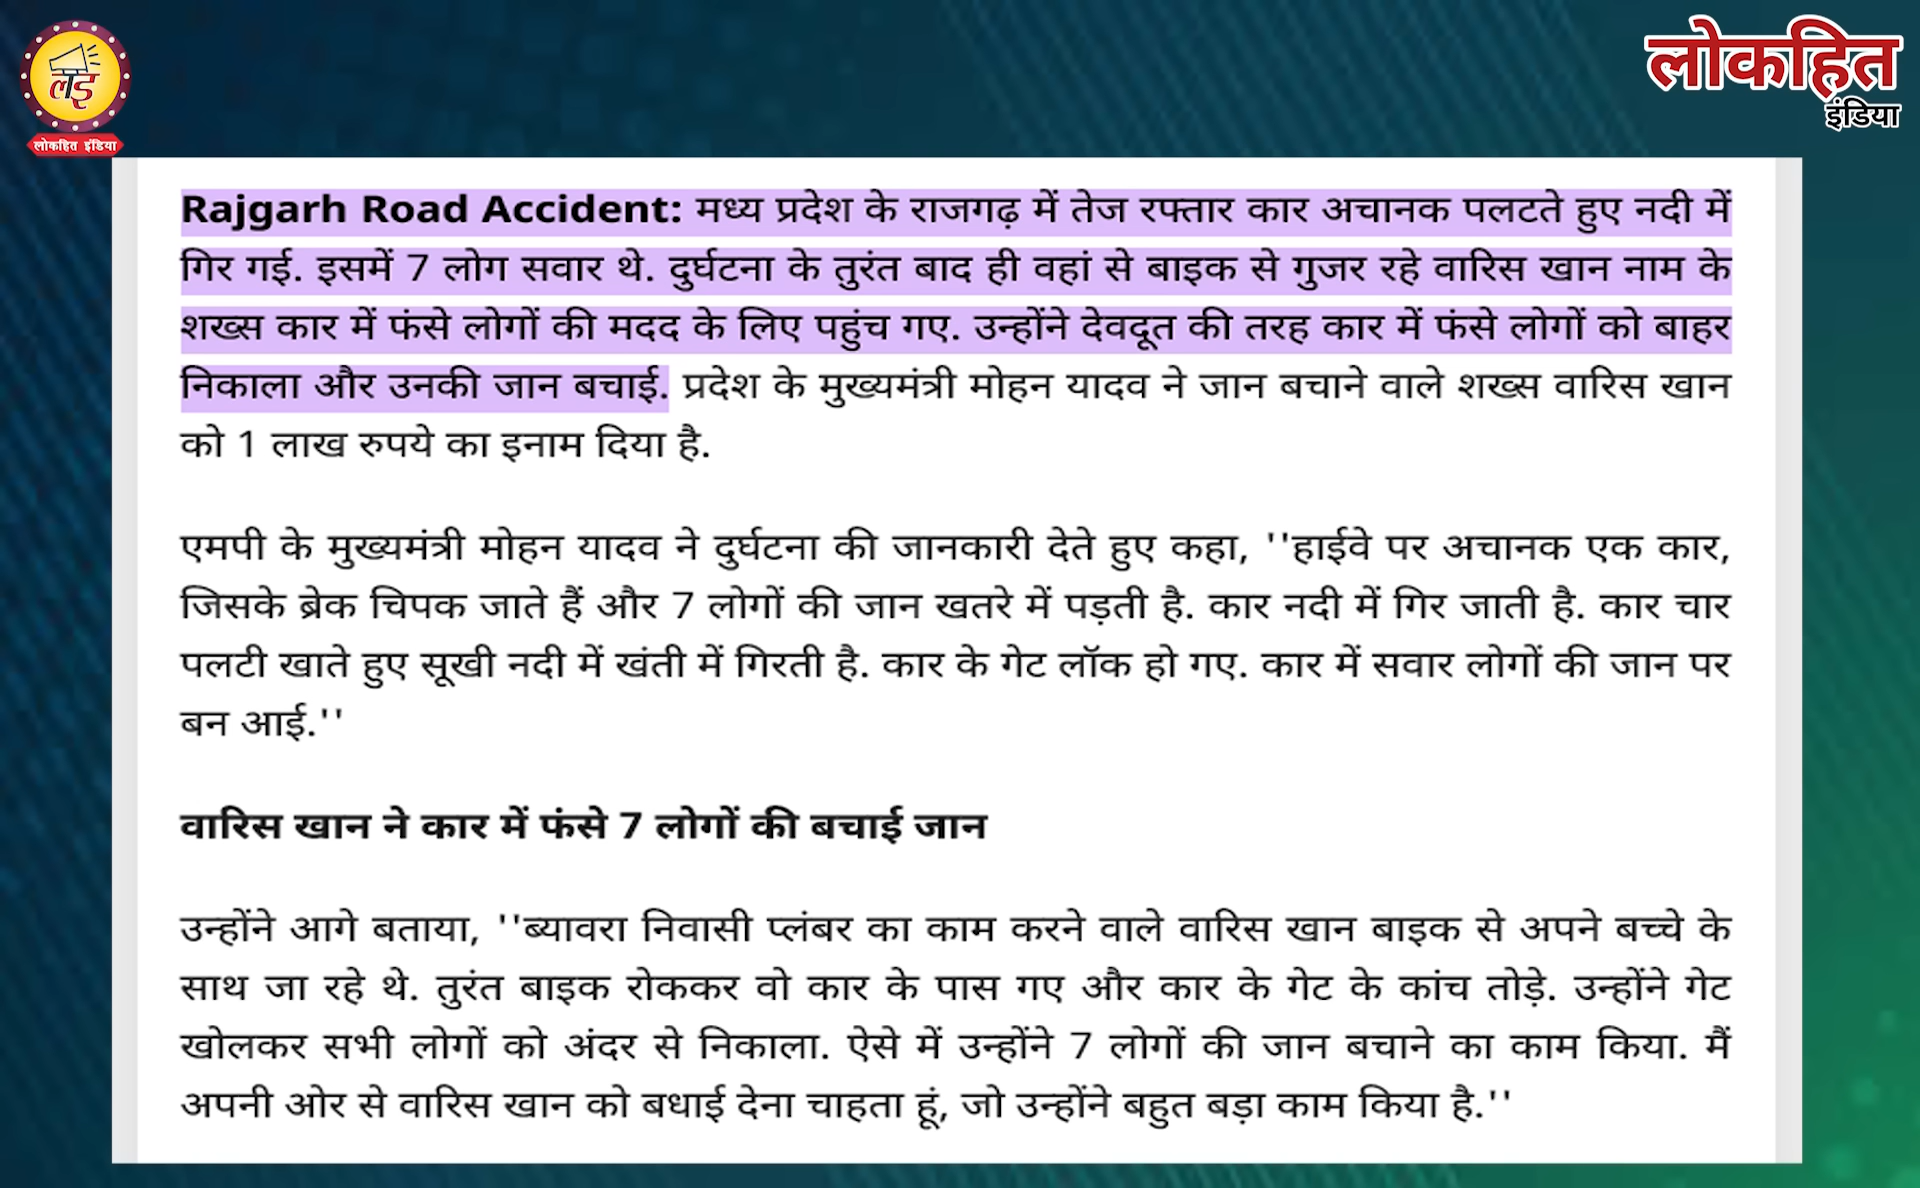 लइ
लोकहित इंडिया
लोकहित
इंडिया
Rajgarh Road Accident: मध्य प्रदेश के राजगढ़ में तेज रफ्तार कार अचानक पलटते हुए नदी में
गिर गई. इसमें 7 लोग सवार थे. दुर्घटना के तुरंत बाद ही वहां से बाइक से गुजर रहे वारिस खान नाम के
शख्स कार में फंसे लोगों की मदद के लिए पहुंच गए. उन्होंने देवदूत की तरह कार में फंसे लोगों को बाहर
निकाला और उनकी जान बचाई. प्रदेश के मुख्यमंत्री मोहन यादव ने जान बचाने वाले शख्स वारिस खान
को 1 लाख रुपये का इनाम दिया है.
एमपी के मुख्यमंत्री मोहन यादव ने दुर्घटना की जानकारी देते हुए कहा, ''हाईवे पर अचानक एक कार,
जिसके ब्रेक चिपक जाते हैं और 7 लोगों की जान खतरे में पड़ती है. कार नदी में गिर जाती है. कार चार
पलटी खाते हुए सूखी नदी में खंती में गिरती है. कार के गेट लॉक हो गए. कार में सवार लोगों की जान पर
बन आई.''
वारिस खान ने कार में फंसे 7 लोगों की बचाई जान
उन्होंने आगे बताया, ''ब्यावरा निवासी प्लंबर का काम करने वाले वारिस खान बाइक से अपने बच्चे के
साथ जा रहे थे. तुरंत बाइक रोककर वो कार के पास गए और कार के गेट के कांच तोड़े. उन्होंने गेट
खोलकर सभी लोगों को अंदर से निकाला. ऐसे में उन्होंने 7 लोगों की जान बचाने का काम किया. मैं
अपनी ओर से वारिस खान को बधाई देना चाहता हूं, जो उन्होंने बहुत बड़ा काम किया है.''